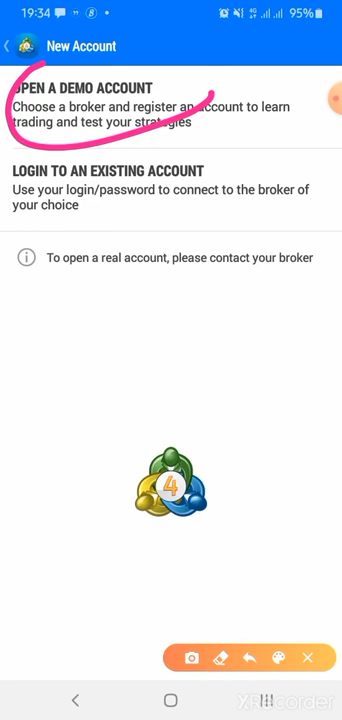 19:34
4G
95%
New Account
OPEN A DEMO ACCOUNT
Choose a broker and register an account to learn
trading and test your strategies
LOGIN TO AN EXISTING ACCOUNT
Use your login/password to connect to the broker of
your choice
To open a real account, please contact your broker
4
XRecorder